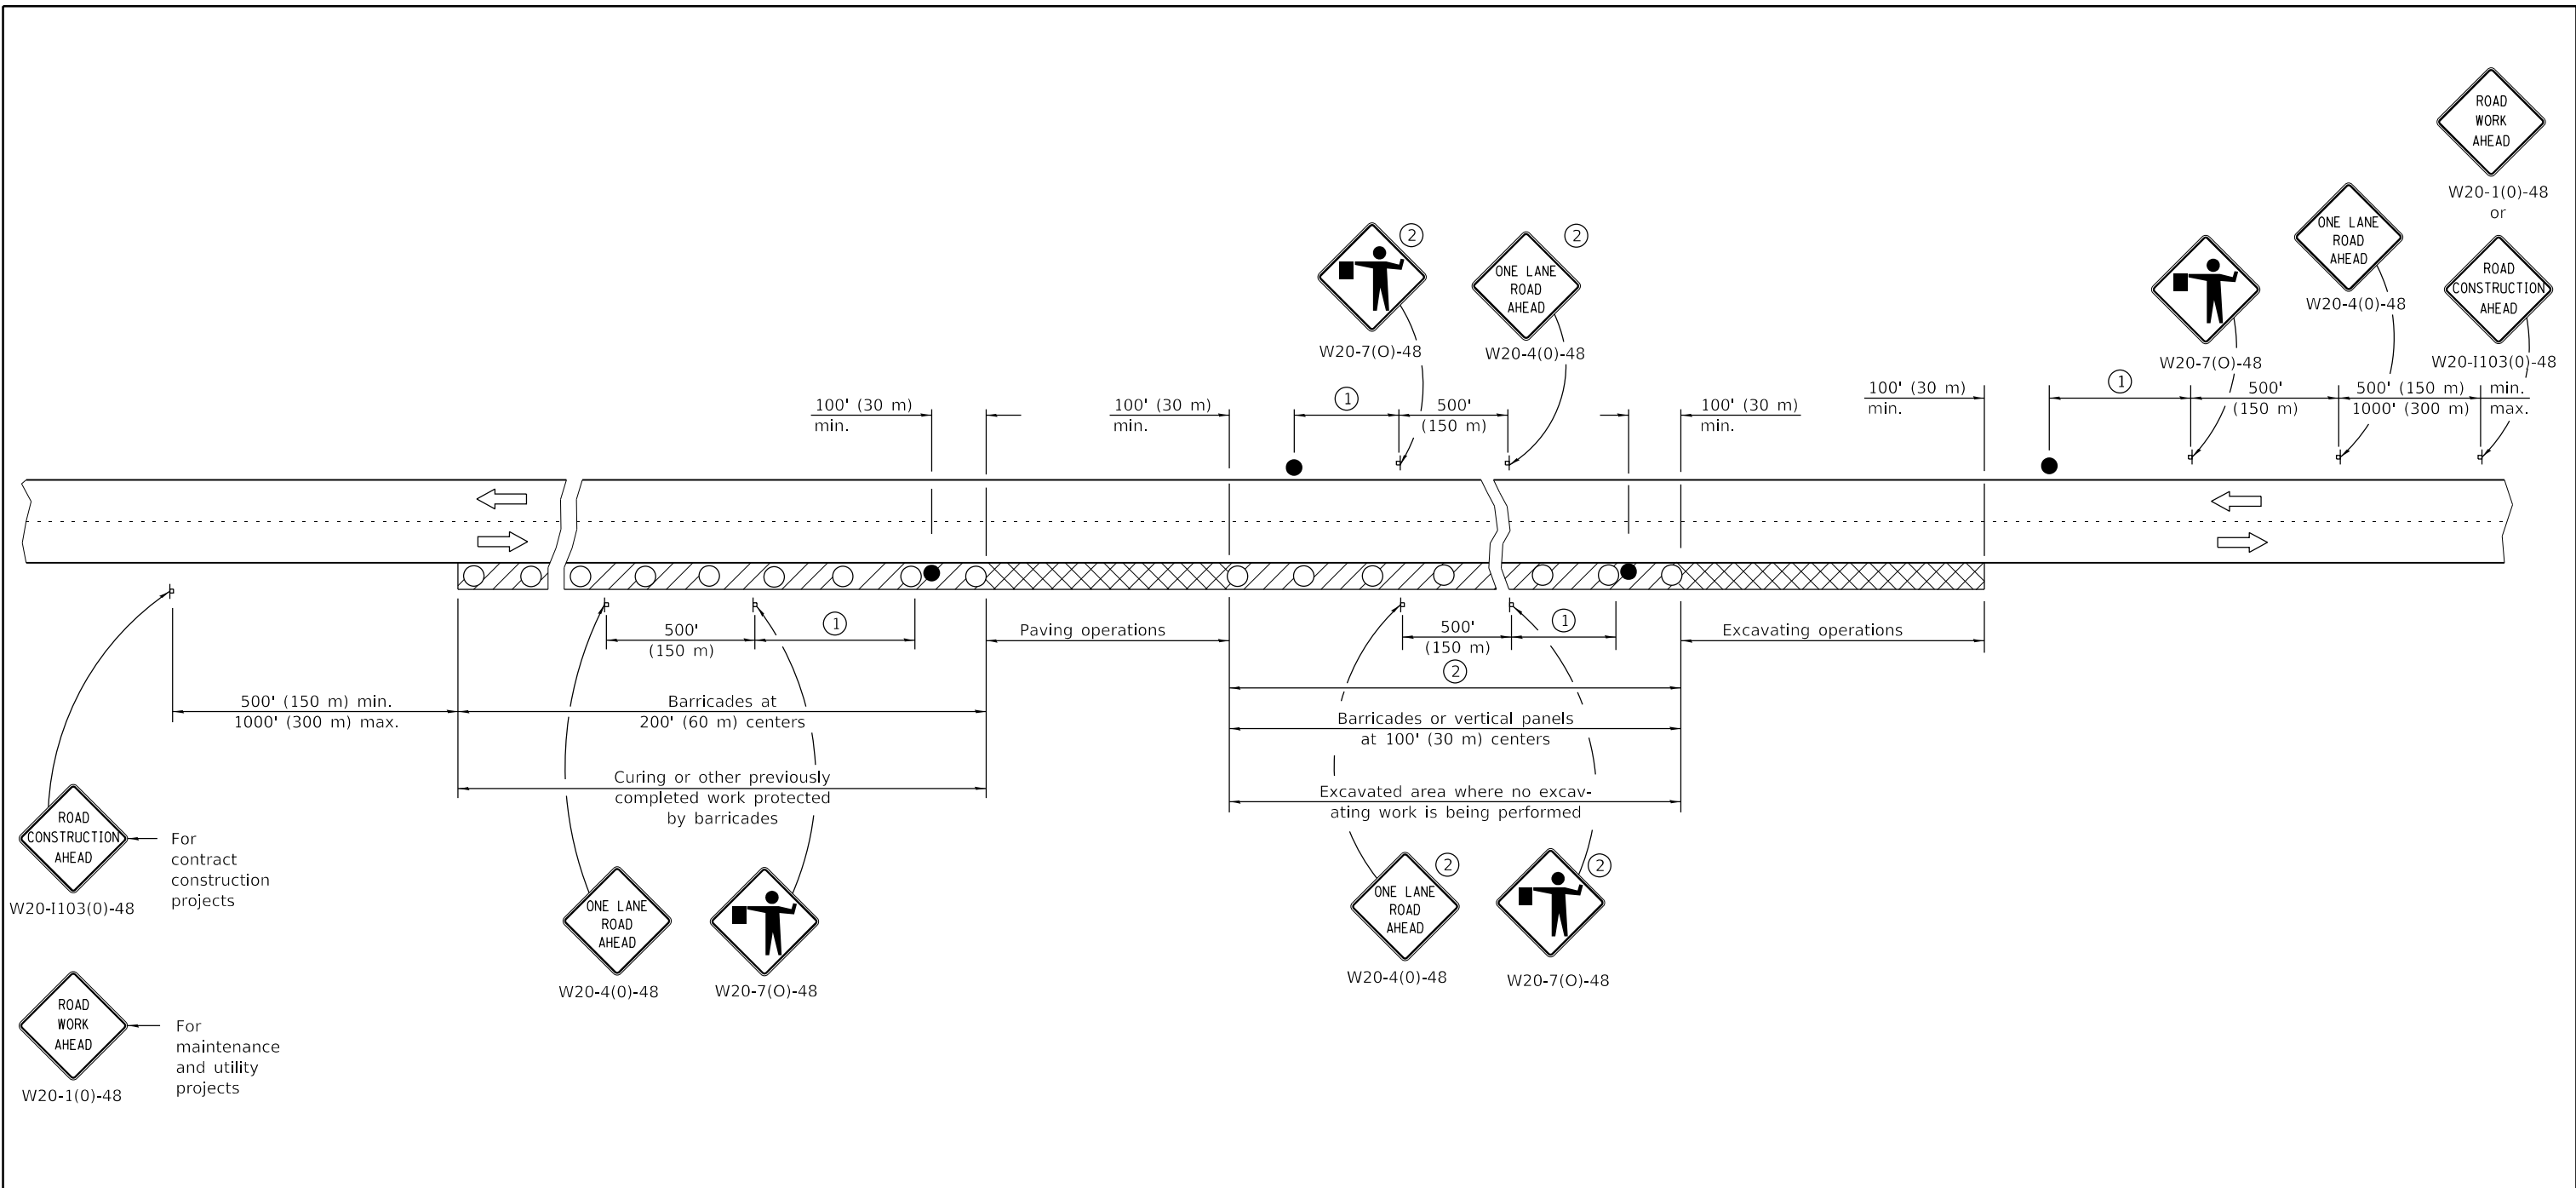 ROAD
WORK
AHEAD
W20-1(0)-48
or
ROAD
CONSTRUCTION
AHEAD
W20-I103(0)-48
ONE LANE
ROAD
AHEAD
W20-4(0)-48
W20-7(O)-48
2
W20-7(O)-48
2
ONE LANE
ROAD
AHEAD
W20-4(0)-48
100' (30 m)
min.
100' (30 m)
min.
1
500'
(150 m)
100' (30 m)
min.
100' (30 m)
min.
1
500'
(150 m)
500' (150 m) min.
1000' (300 m) max.
500'
(150 m)
1
Paving operations
500'
(150 m)
1
Excavating operations
2
500' (150 m) min.
1000' (300 m) max.
Barricades at
200' (60 m) centers
Barricades or vertical panels
at 100' (30 m) centers
Curing or other previously
completed work protected
by barricades
Excavated area where no excav-
ating work is being performed
ROAD
CONSTRUCTION
AHEAD
W20-I103(0)-48
For
contract
construction
projects
ONE LANE
ROAD
AHEAD
W20-4(0)-48
W20-7(O)-48
2
ONE LANE
ROAD
AHEAD
W20-4(0)-48
2
W20-7(O)-48
ROAD
WORK
AHEAD
W20-1(0)-48
For
maintenance
and utility
projects